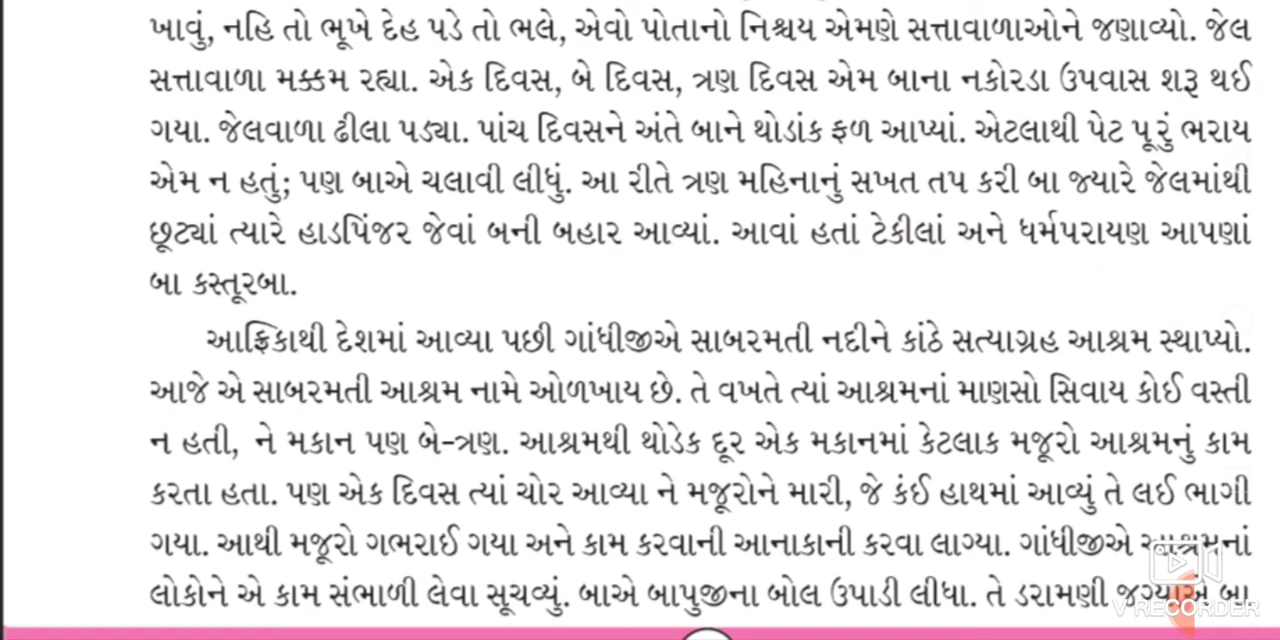 ખાવું, નહિ તો ભૂખે દેહ પડે તો ભલે, એવો પોતાનો નિશ્ચય એમણે સત્તાવાળાઓને જણાવ્યો. જેલ
સત્તાવાળા મક્કમ રહ્યા. એક દિવસ, બે દિવસ, ત્રણ દિવસ એમ બાના નકોરડા ઉપવાસ શરૂ થઈ
ગયા. જેલવાળા ઢીલા પડ્યા. પાંચ દિવસને અંતે બાને થોડાંક ફળ આપ્યાં. એટલાથી પેટ પૂરું ભરાય
એમ ન હતું; પણ બાએ ચલાવી લીધું. આ રીતે ત્રણ મહિનાનું સખત તપ કરી બા જ્યારે જેલમાંથી
છૂટ્યાં ત્યારે હાડપિંજર જેવાં બની બહાર આવ્યાં. આવાં હતાં ટેકીલાં અને ધર્મપરાયણ આપણાં
બા કસ્તૂરબા.
આફ્રિકાથી દેશમાં આવ્યા પછી ગાંધીજીએ સાબરમતી નદીને કાંઠે સત્યાગ્રહ આશ્રમ સ્થાપ્યો.
આજે એ સાબરમતી આશ્રમ નામે ઓળખાય છે. તે વખતે ત્યાં આશ્રમનાં માણસો સિવાય કોઈ વસ્તી
ન હતી, ને મકાન પણ બે-ત્રણ. આશ્રમથી થોડેક દૂર એક મકાનમાં કેટલાક મજૂરો આશ્રમનું કામ
કરતા હતા. પણ એક દિવસ ત્યાં ચોર આવ્યા ને મજૂરોને મારી, જે કંઈ હાથમાં આવ્યું તે લઈ ભાગી
ગયા. આથી મજૂરો ગભરાઈ ગયા અને કામ કરવાની આનાકાની કરવા લાગ્યા. ગાંધીજીએ આશ્રમનાં
લોકોને એ કામ સંભાળી લેવા સૂચવ્યું. બાએ બાપુજીના બોલ ઉપાડી લીધા. તે ડરામણી જગ્યાએ બા
V RECORDER